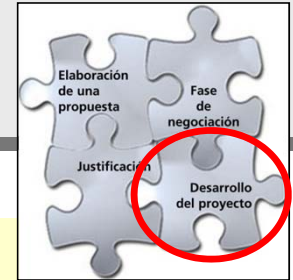 Elaboración
de una
propuesta
Fase
de
negociación
Justificación
Desarrollo
del proyecto